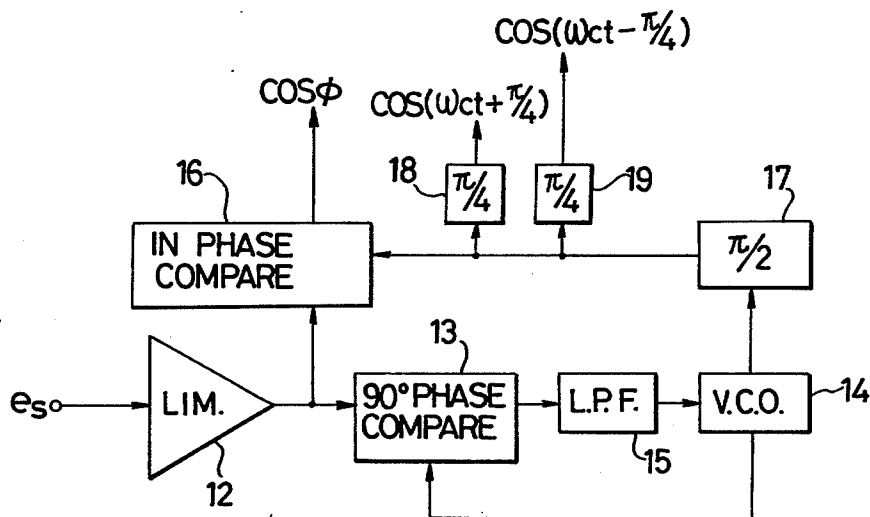 COS(ωct-π/4)
COSϕ
COS(ωct+π/4)
16
18
π/4
π/4
19
17
IN PHASE
COMPARE
π/2
13
es
LIM.
90° PHASE
COMPARE
L.P.F.
V.C.O.
14
12
15